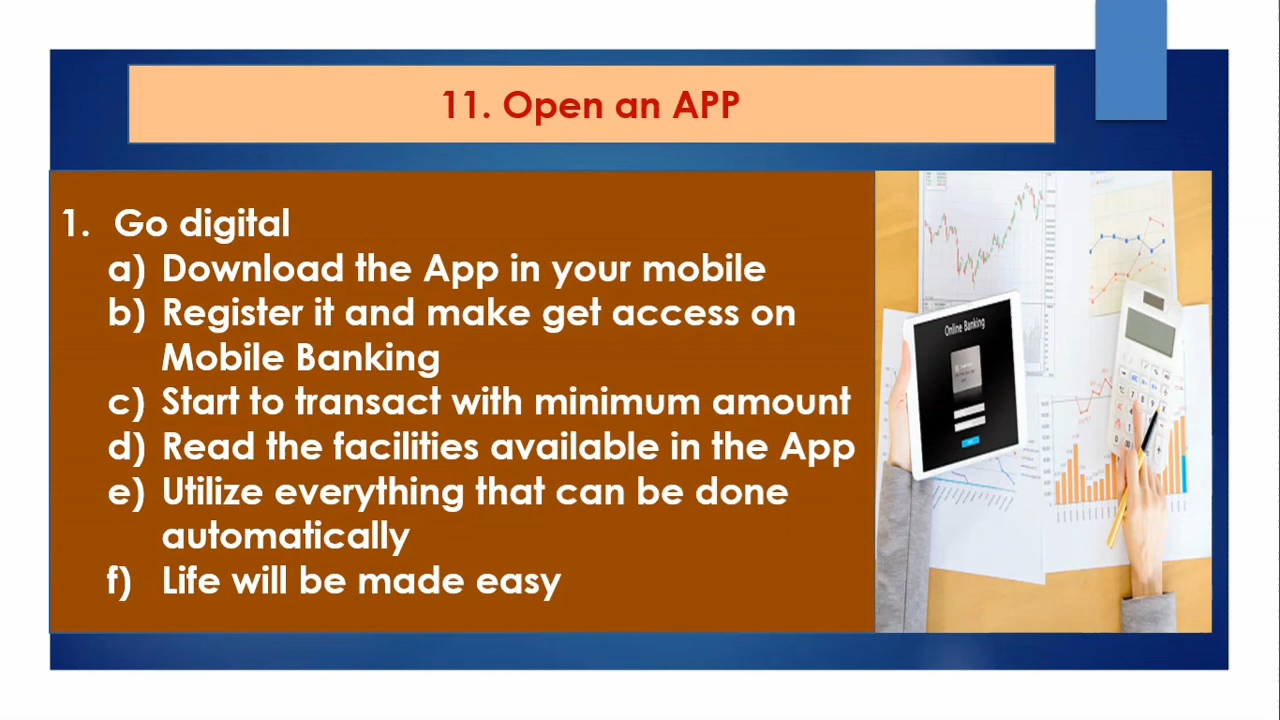 11. Open an APP
1. Go digital
a) Download the App in your mobile
b) Register it and make get access on
Mobile Banking
c) Start to transact with minimum amount
d) Read the facilities available in the App
e) Utilize everything that can be done
automatically
f) Life will be made easy
Online Banking